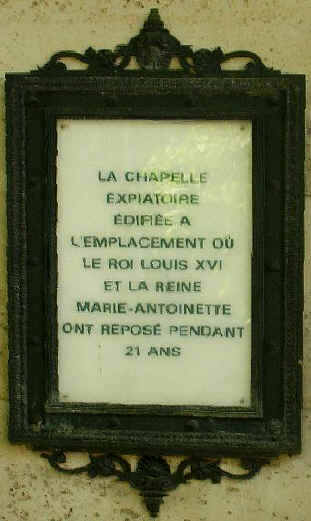 LA CHAPELLE
EXPIATOIRE
ÉDIFIÉE A
L'EMPLACEMENT OÙ
LE ROI LOUIS XVI
ET LA REINE
MARIE-ANTOINETTE
ONT REPOSÉ PENDANT
21 ANS